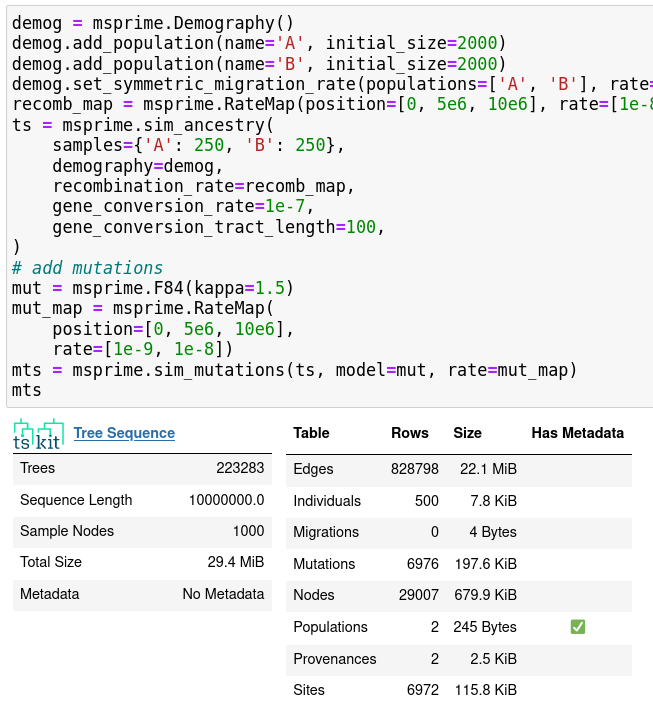 demog = msprime.Demography()
demog.add_population(name='A', initial_size=2000)
demog.add_population(name='B', initial_size=2000)
demog.set_symmetric_migration_rate(populations=['A', 'B'], rate=
recomb_map = msprime.RateMap(position=[0, 5e6, 10e6], rate=[1e-8
ts = msprime.sim_ancestry(
    samples={'A': 250, 'B': 250},
    demography=demog,
    recombination_rate=recomb_map,
    gene_conversion_rate=1e-7,
    gene_conversion_tract_length=100,
)
# add mutations
mut = msprime.F84(kappa=1.5)
mut_map = msprime.RateMap(
    position=[0, 5e6, 10e6],
    rate=[1e-9, 1e-8])
mts = msprime.sim_mutations(ts, model=mut, rate=mut_map)
mts
tskit Tree Sequence
Trees 223283
Sequence Length 10000000.0
Sample Nodes 1000
Total Size 29.4 MiB
Metadata No Metadata
Table Rows Size Has Metadata
Edges 828798 22.1 MiB
Individuals 500 7.8 KiB
Migrations 0 4 Bytes
Mutations 6976 197.6 KiB
Nodes 29007 679.9 KiB
Populations 2 245 Bytes ✅
Provenances 2 2.5 KiB
Sites 6972 115.8 KiB